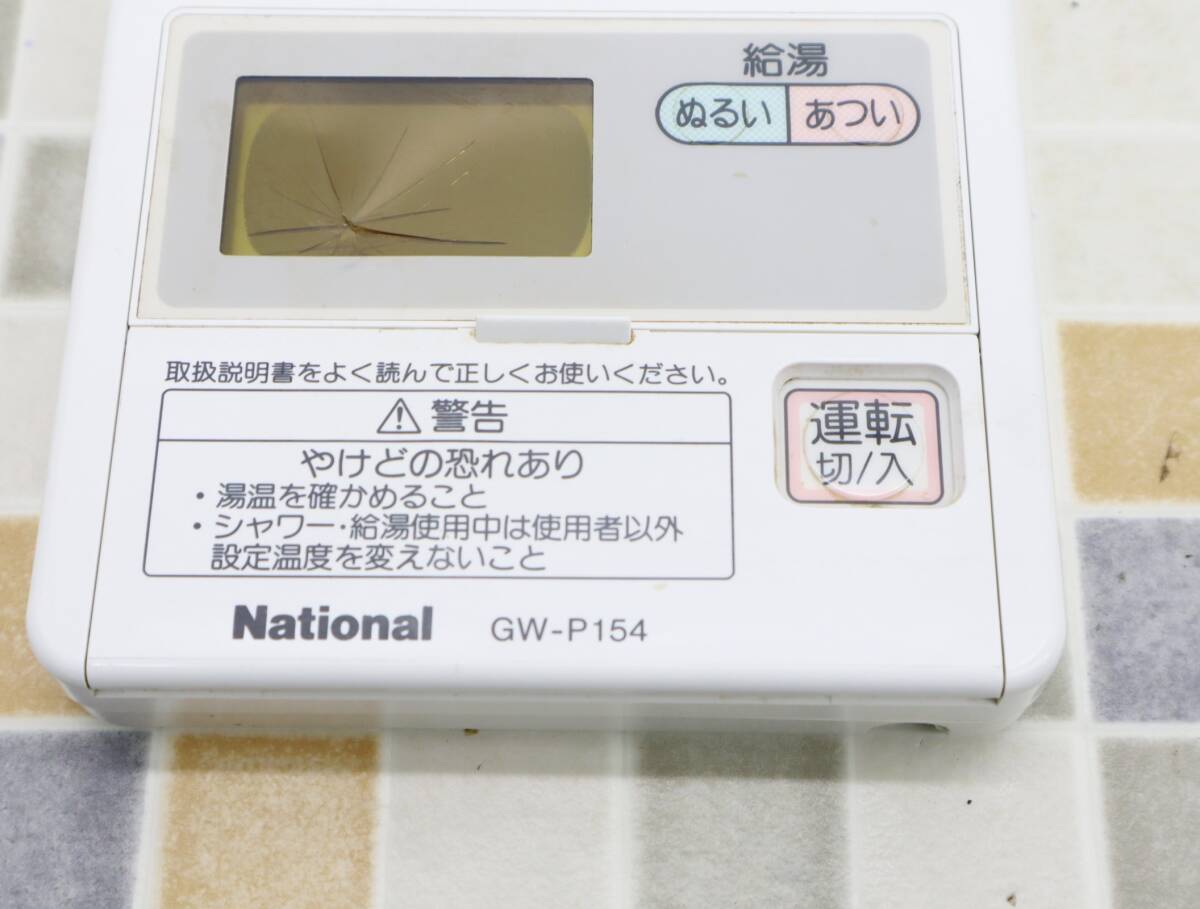 給湯
ぬるい あつい
取扱説明書をよく読んで正しくお使いください。
⚠警告
やけどの恐れあり
・湯温を確かめること
・シャワー・給湯使用中は使用者以外
設定温度を変えないこと
運転
切/入
National GW-P154